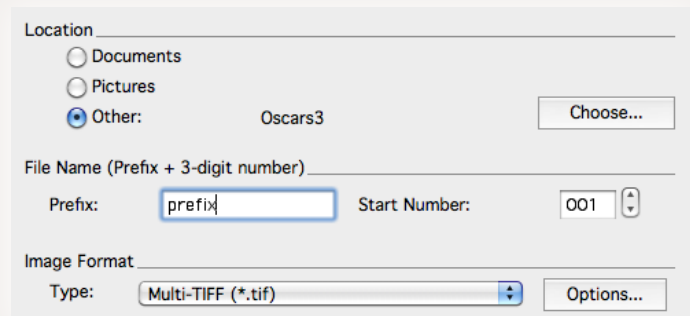 Location
Documents
Pictures
Other: Oscars3 Choose...
File Name (Prefix + 3-digit number)
Prefix: prefix Start Number: 001
Image Format
Type: Multi-TIFF (*.tif) Options...